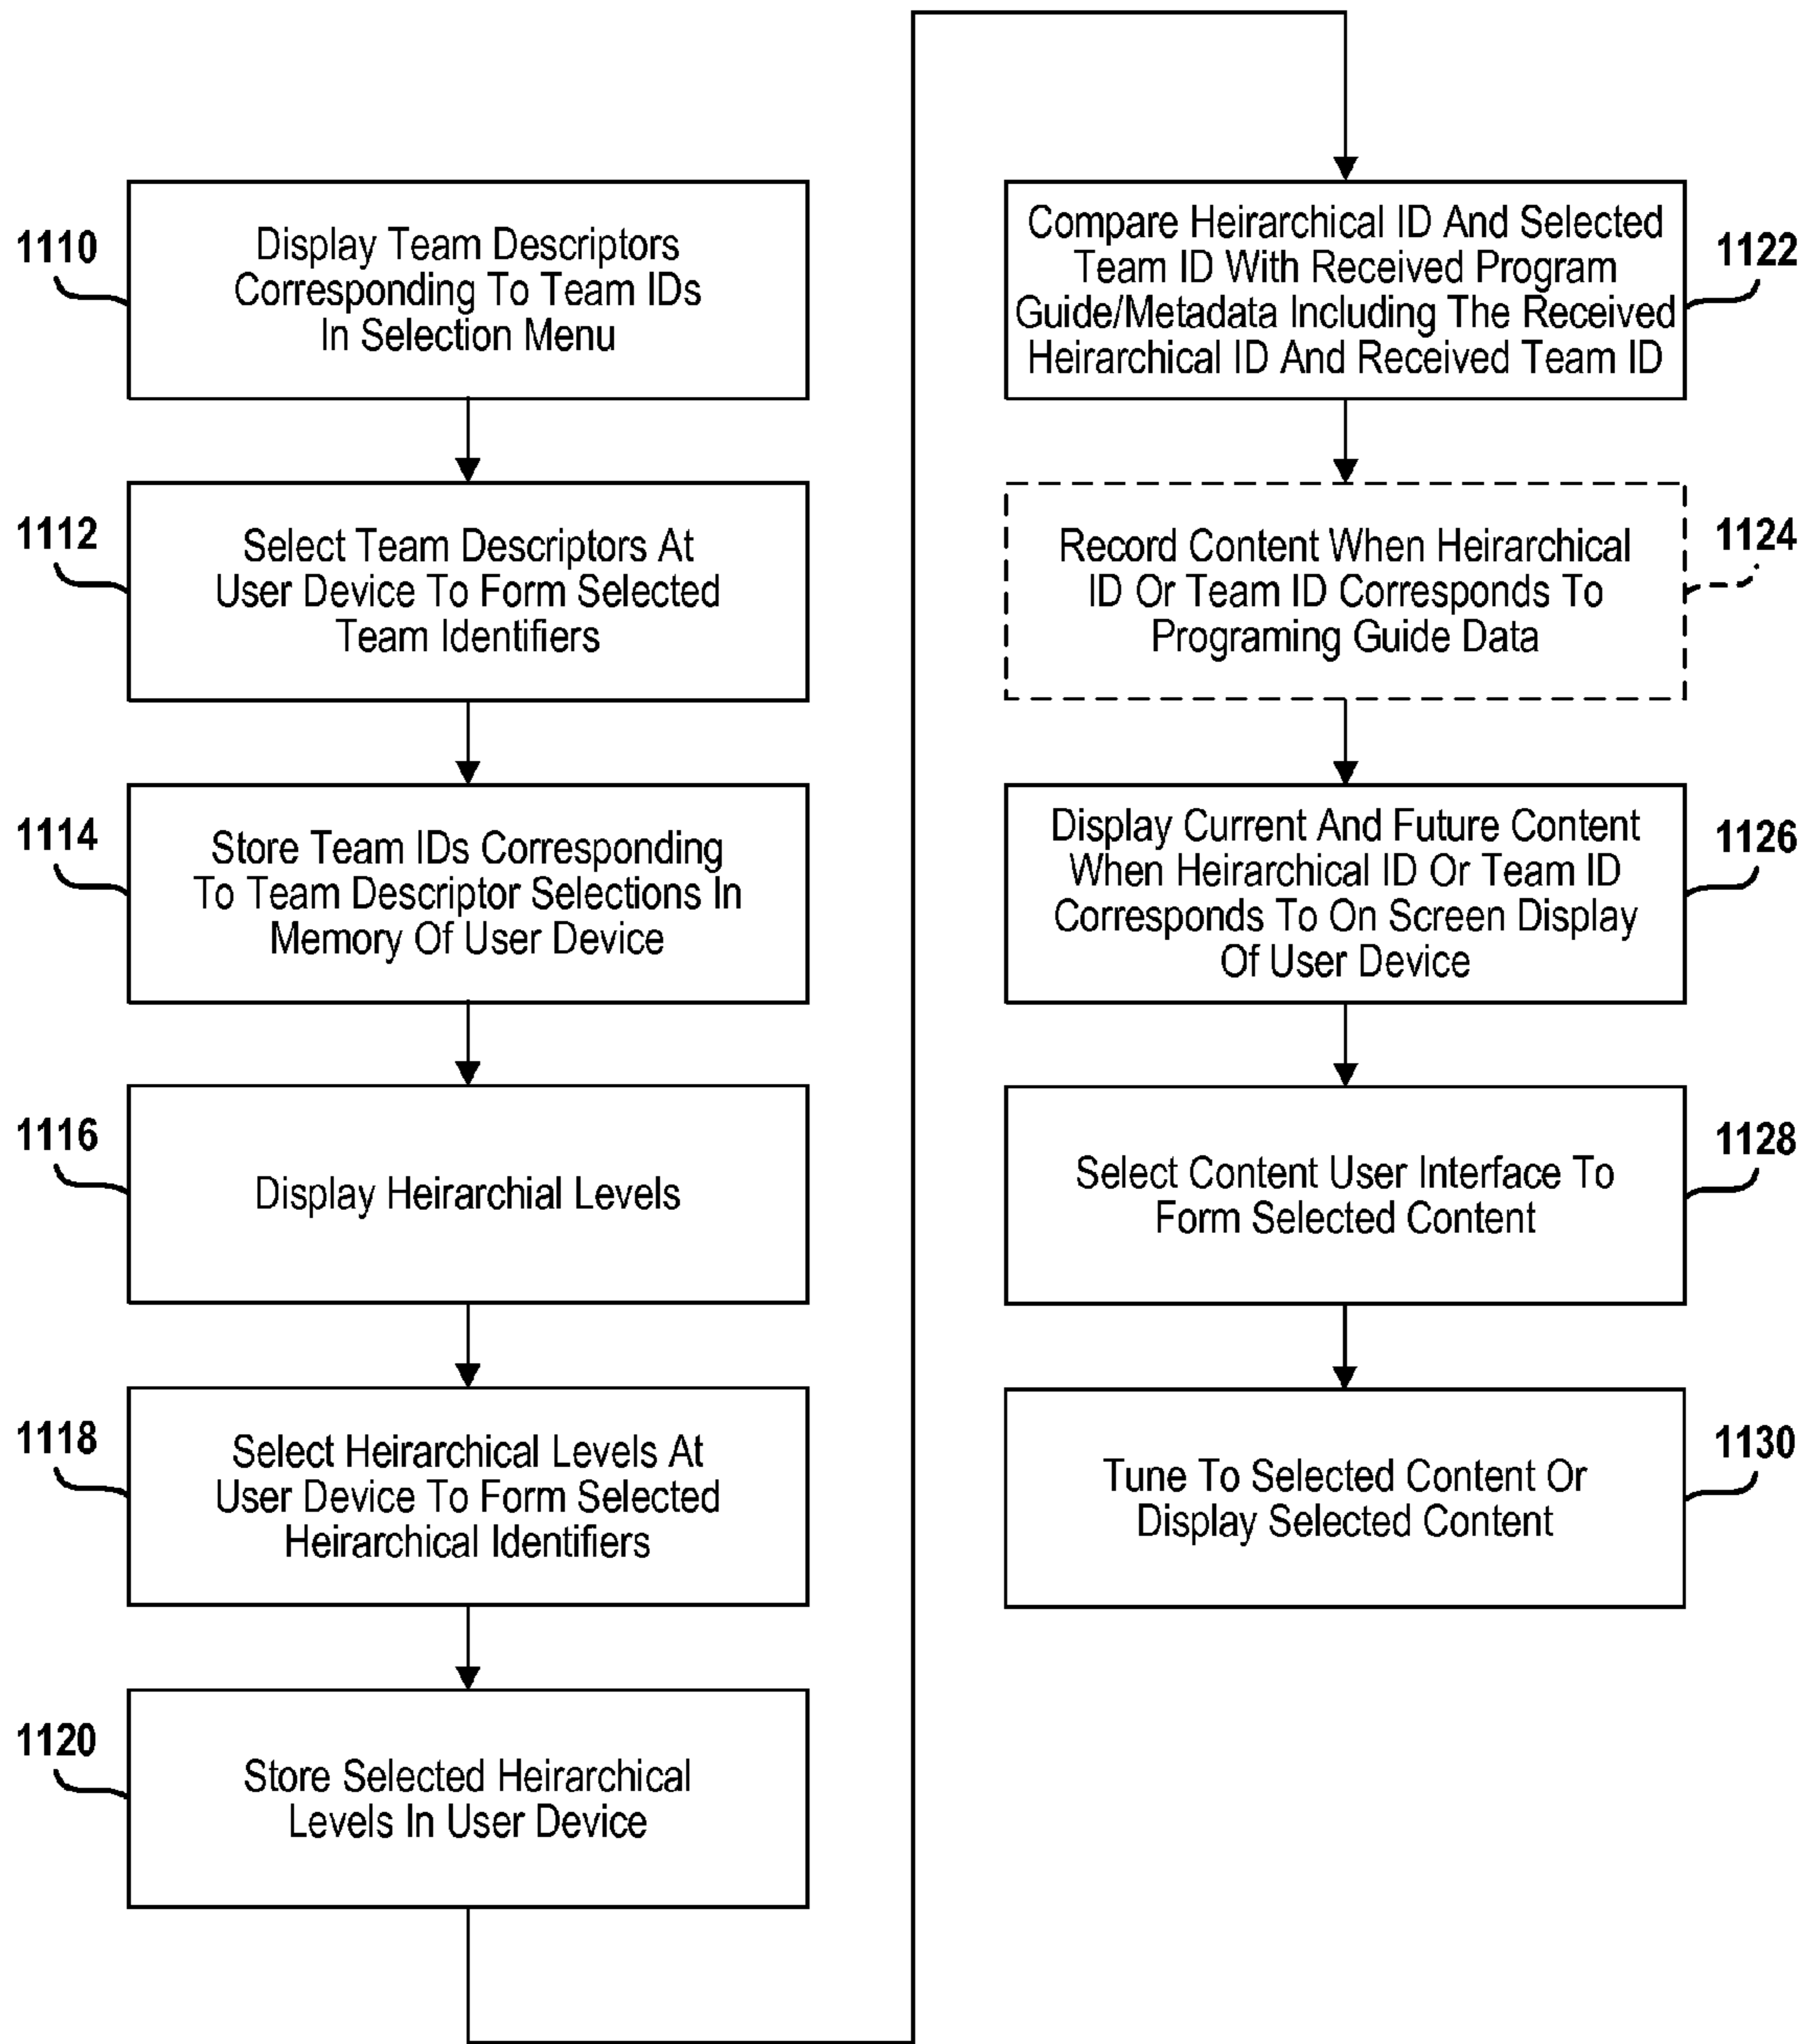 1110
Display Team Descriptors
Corresponding To Team IDs
In Selection Menu
1112
Select Team Descriptors At
User Device To Form Selected
Team Identifiers
1114
Store Team IDs Corresponding
To Team Descriptor Selections In
Memory Of User Device
1116
Display Heirarchial Levels
1118
Select Heirarchical Levels At
User Device To Form Selected
Heirarchical Identifiers
1120
Store Selected Heirarchical
Levels In User Device
Compare Heirarchical ID And Selected
Team ID With Received Program
Guide/Metadata Including The Received
Heirarchical ID And Received Team ID
1122
Record Content When Heirarchical
ID Or Team ID Corresponds To
Programing Guide Data
1124
Display Current And Future Content
When Heirarchical ID Or Team ID
Corresponds To On Screen Display
Of User Device
1126
Select Content User Interface To
Form Selected Content
1128
Tune To Selected Content Or
Display Selected Content
1130